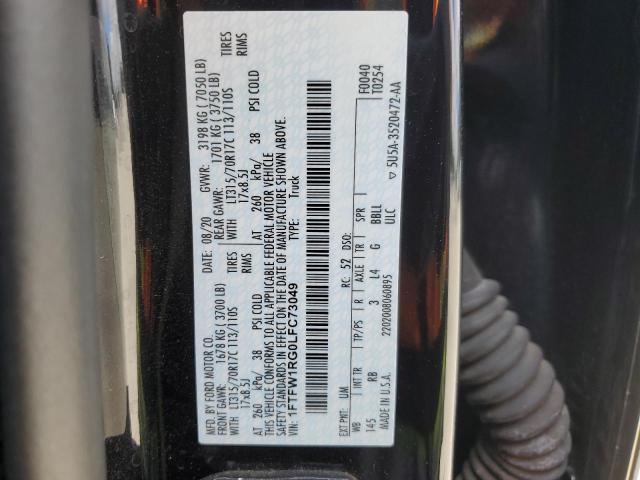 MFD. BY FORD MOTOR CO.
08/20 GVWR: 3198 KG ( 7050 LB)
FRONT GAWR: 1678 KG ( 3700 LB) REAR GAWR: 1701 KG ( 3750 LB)
WITH LT315/70R17C 113/110S TIRES WITH LT315/70R17C 113/110S TIRES
17x8.5J RIMS 17x8.5J RIMS
AT 260 kPa/ 38 PSI COLD AT 260 kPa/ 38 PSI COLD
THIS VEHICLE CONFORMS TO ALL APPLICABLE FEDERAL MOTOR VEHICLE
SAFETY STANDARDS IN EFFECT ON THE DATE OF MANUFACTURE SHOWN ABOVE.
VIN: 1FTFW1RG0LFC73049 TYPE: Truck
F0040
T0254
EXT PNT: UM RC: 52 DSO:
WB INT TR TP/PS R AXLE TR SPR
145 RB 3 L4 G BBLL
ULC
MADE IN U.S.A. 2202008060895 5U5A-3520472-AA